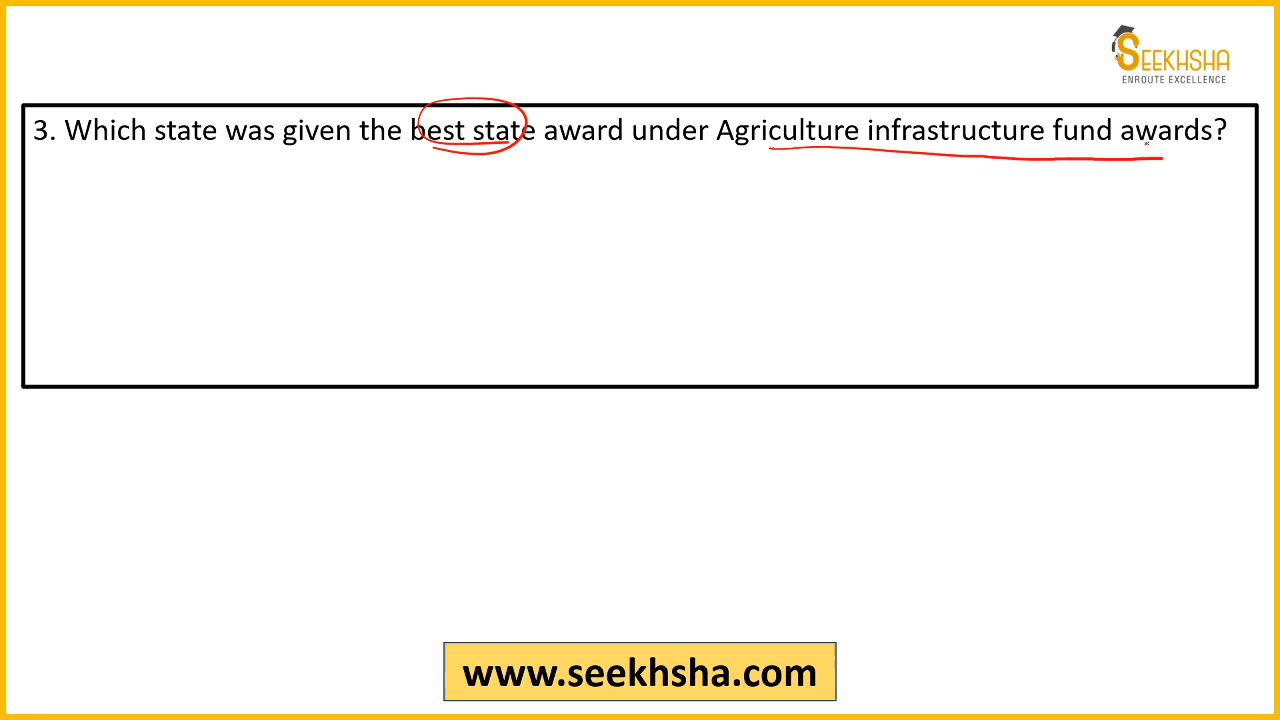 SEEKHSHA
ENROUTE EXCELLENCE
3. Which state was given the best state award under Agriculture infrastructure fund awards?
www.seekhsha.com